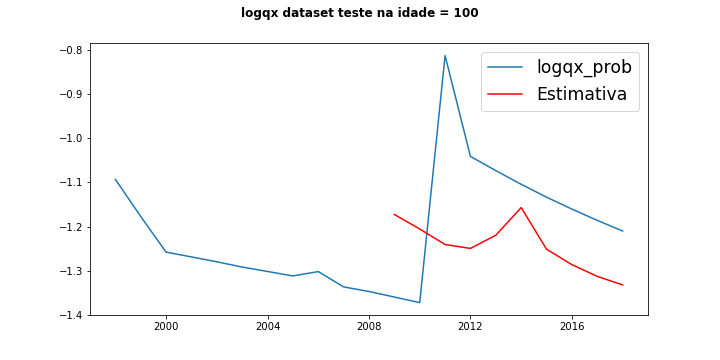 logqx dataset teste na idade = 100
−0.8
−0.9
−1.0
−1.1
−1.2
−1.3
−1.4
logqx_prob
Estimativa
2000 2004 2008 2012 2016